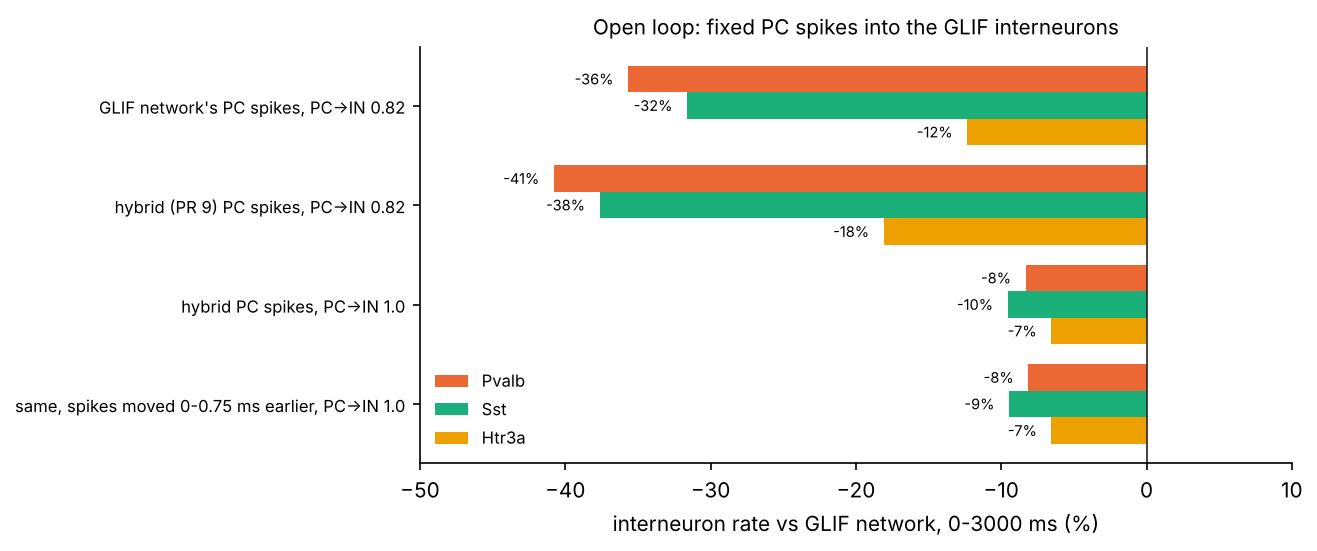 Open loop: fixed PC spikes into the GLIF interneurons
GLIF network's PC spikes, PC→IN 0.82
-36%
-32%
-12%
hybrid (PR 9) PC spikes, PC→IN 0.82
-41%
-38%
-18%
hybrid PC spikes, PC→IN 1.0
-8%
-10%
-7%
same, spikes moved 0-0.75 ms earlier, PC→IN 1.0
-8%
-9%
-7%
Pvalb
Sst
Htr3a
−50 −40 −30 −20 −10 0 10
interneuron rate vs GLIF network, 0-3000 ms (%)